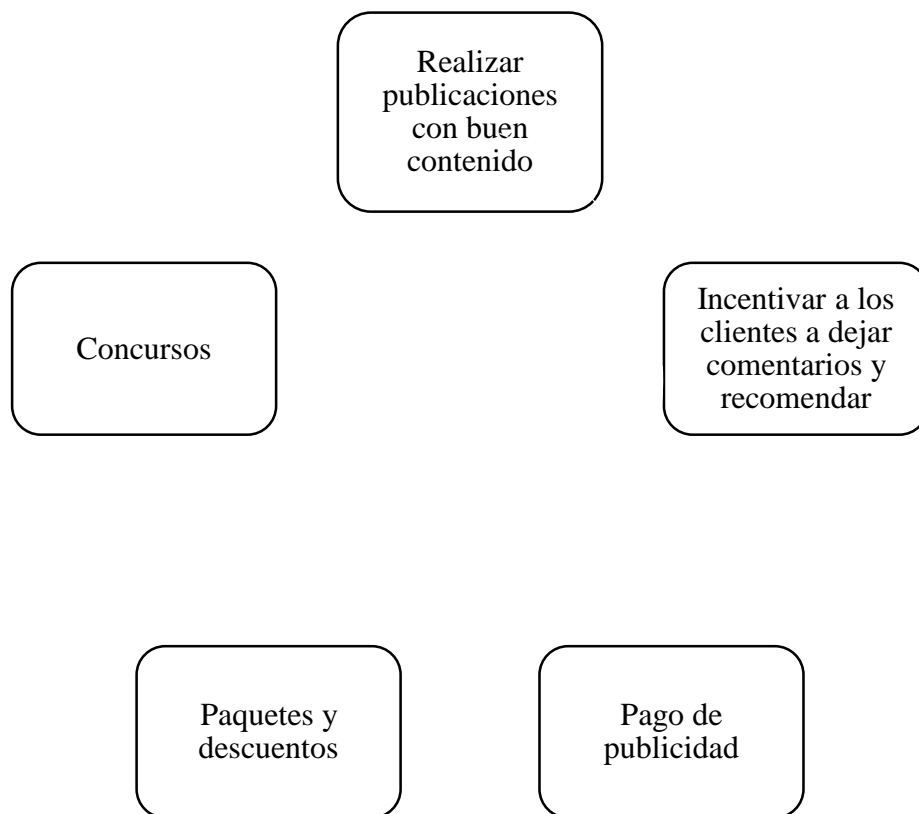 Realizar
publicaciones
con buen
contenido
Concursos
Incentivar a los
clientes a dejar
comentarios y
recomendar
Paquetes y
descuentos
Pago de
publicidad